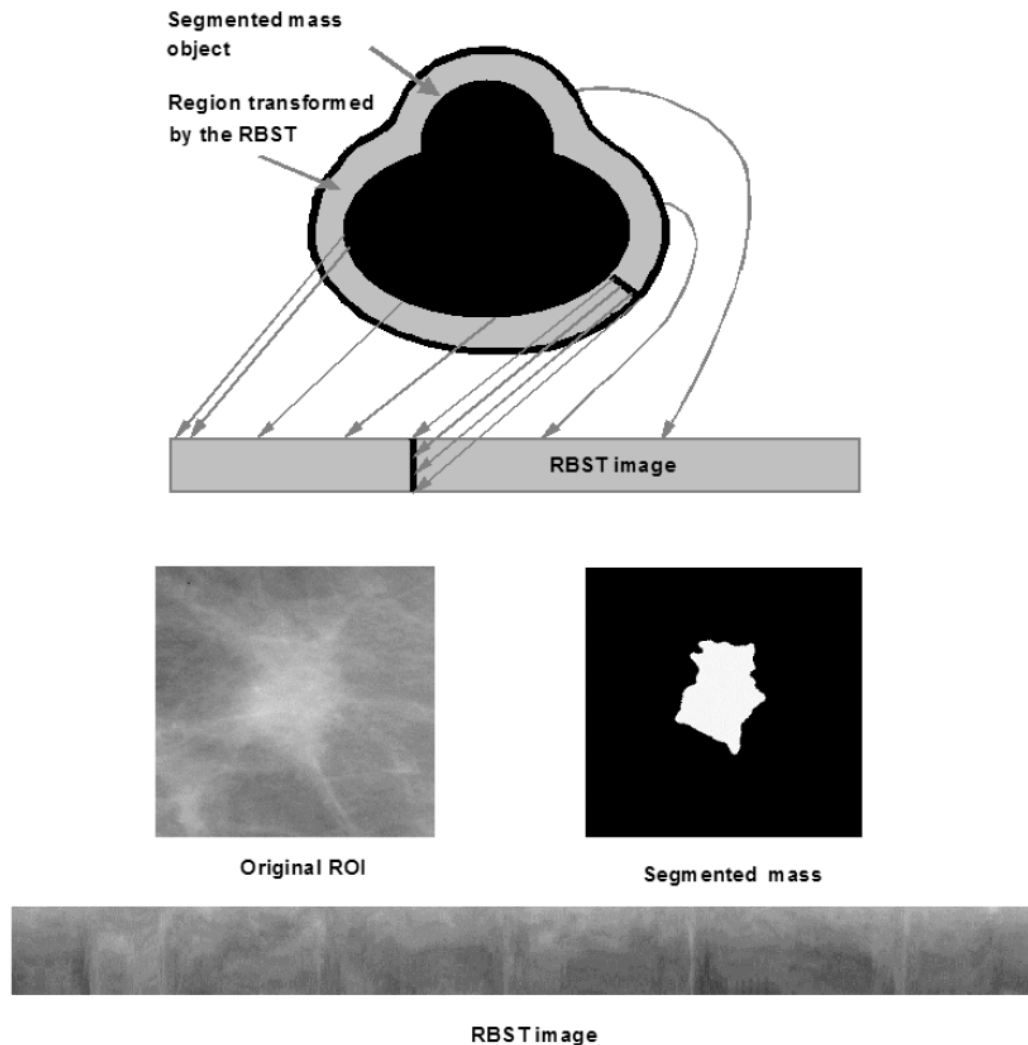 Segmented mass
object
Region transformed
by the RBST
RBST image
Original ROI
Segmented mass
RBST image